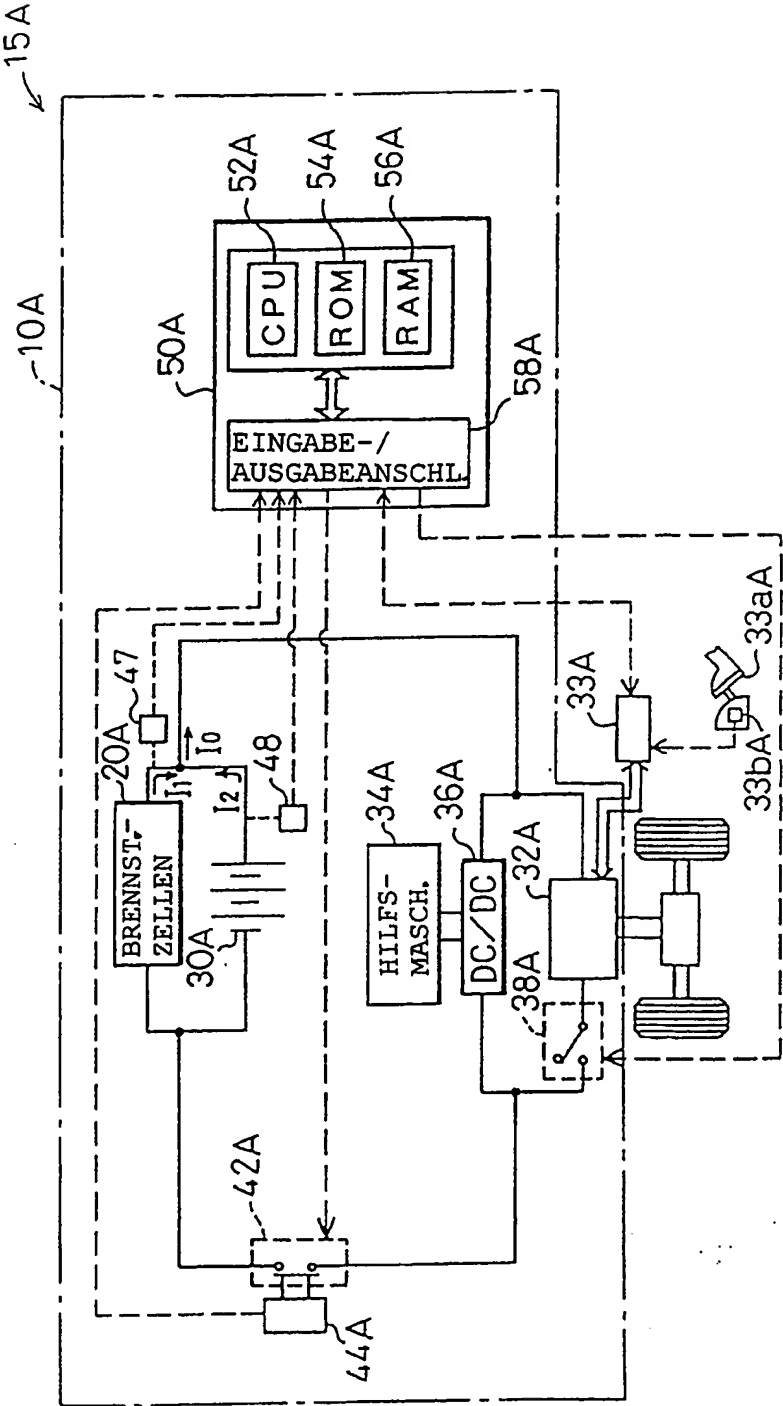 15A
10A
50A
52A
CPU
54A
ROM
56A
RAM
EINGABE-/
AUSGABEANSCHL.
58A
20A
47
BRENNST.-
ZELLEN
I1
I0
I2
48
30A
34A
HILFS-
MASCH.
36A
DC/DC
32A
38A
33A
33aA
33bA
42A
44A